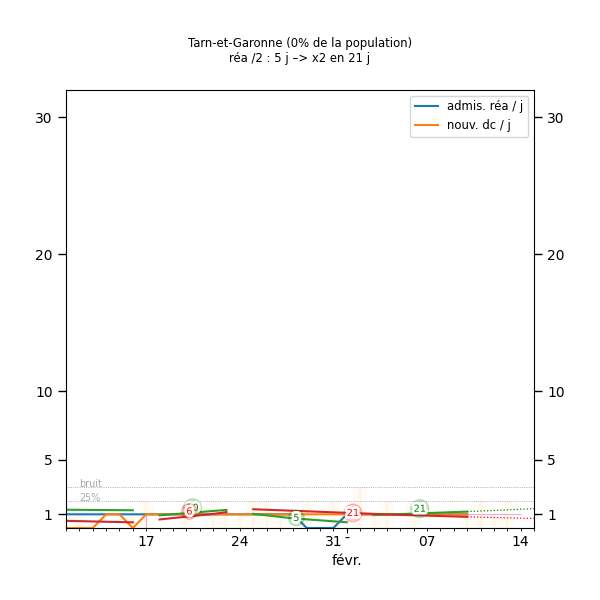 Tarn-et-Garonne (0% de la population)
réa /2 : 5 j –> x2 en 21 j
admis. réa / j
nouv. dc / j
30 30
20 20
10 10
5 5
bruit
25%
6 5 21 21
1 1
17 24 31 07 14
févr.